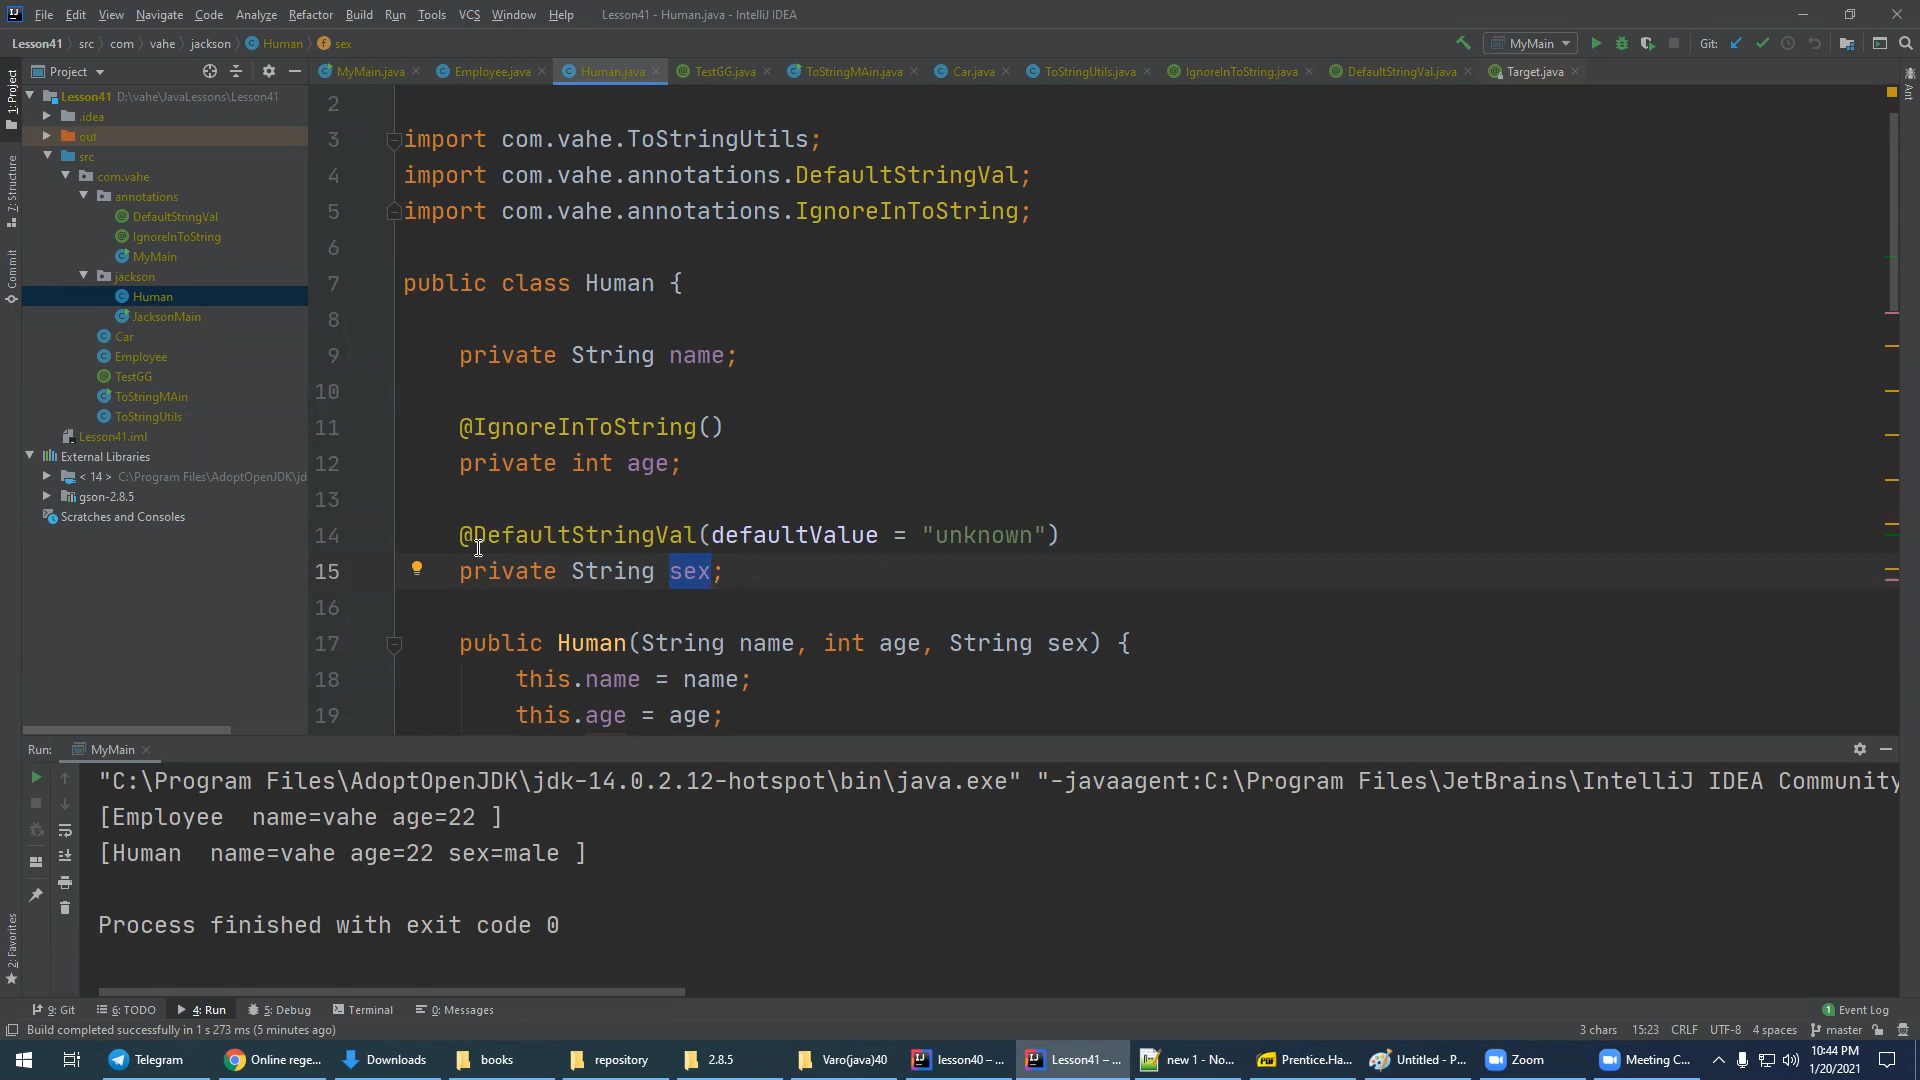 File Edit View Navigate Code Analyze Refactor Build Run Tools VCS Window Help Lesson41 - Human.java - IntelliJ IDEA
Lesson41 src com vahe jackson Human sex MyMain Git:
Project MyMain.java Employee.java Human.java TestGG.java ToStringMAin.java Car.java ToStringUtils.java IgnoreInToString.java DefaultStringVal.java Target.java
1: Project
7: Structure
Commit
2: Favorites
Ant
Lesson41 D:\vahe\JavaLessons\Lesson41
.idea
out
src
com.vahe
annotations
DefaultStringVal
IgnoreInToString
MyMain
jackson
Human
JacksonMain
Car
Employee
TestGG
ToStringMAin
ToStringUtils
Lesson41.iml
External Libraries
< 14 > C:\Program Files\AdoptOpenJDK\jd
gson-2.8.5
Scratches and Consoles
2
3 import com.vahe.ToStringUtils;
4 import com.vahe.annotations.DefaultStringVal;
5 import com.vahe.annotations.IgnoreInToString;
6
7 public class Human {
8
9 private String name;
10
11 @IgnoreInToString()
12 private int age;
13
14 @DefaultStringVal(defaultValue = "unknown")
15 private String sex;
16
17 public Human(String name, int age, String sex) {
18 this.name = name;
19 this.age = age;
Run: MyMain
"C:\Program Files\AdoptOpenJDK\jdk-14.0.2.12-hotspot\bin\java.exe" "-javaagent:C:\Program Files\JetBrains\IntelliJ IDEA Community
[Employee  name=vahe age=22 ]
[Human  name=vahe age=22 sex=male ]
Process finished with exit code 0
9: Git 6: TODO 4: Run 5: Debug Terminal 0: Messages 1 Event Log
Build completed successfully in 1 s 273 ms (5 minutes ago) 3 chars 15:23 CRLF UTF-8 4 spaces master
Telegram Online rege... Downloads books repository 2.8.5 Varo(java)40 lesson40 – ... Lesson41 – ... new 1 - No... Prentice.Ha... Untitled - P... Zoom Meeting C... 10:44 PM
1/20/2021